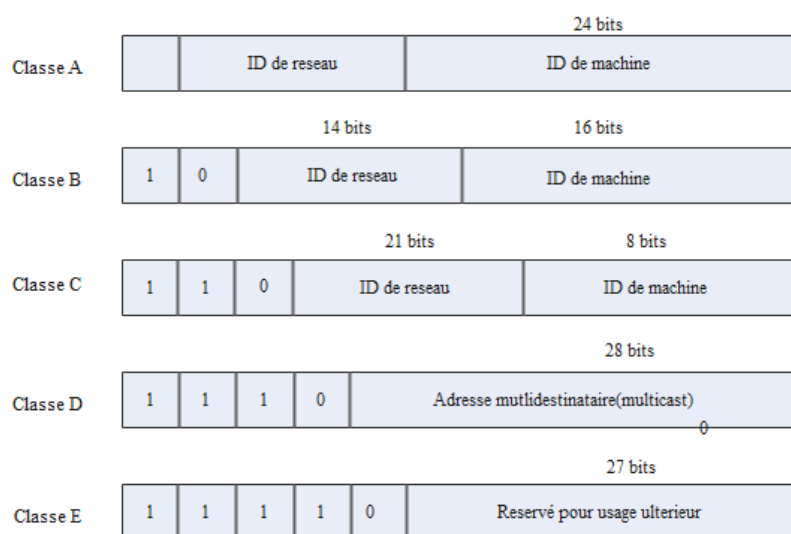 24 bits
Classe A ID de reseau ID de machine
14 bits 16 bits
Classe B 1 0 ID de reseau ID de machine
21 bits 8 bits
Classe C 1 1 0 ID de reseau ID de machine
28 bits
Classe D 1 1 1 0 Adresse mutlidestinataire(multicast)
0
27 bits
Classe E 1 1 1 1 0 Reservé pour usage ulterieur